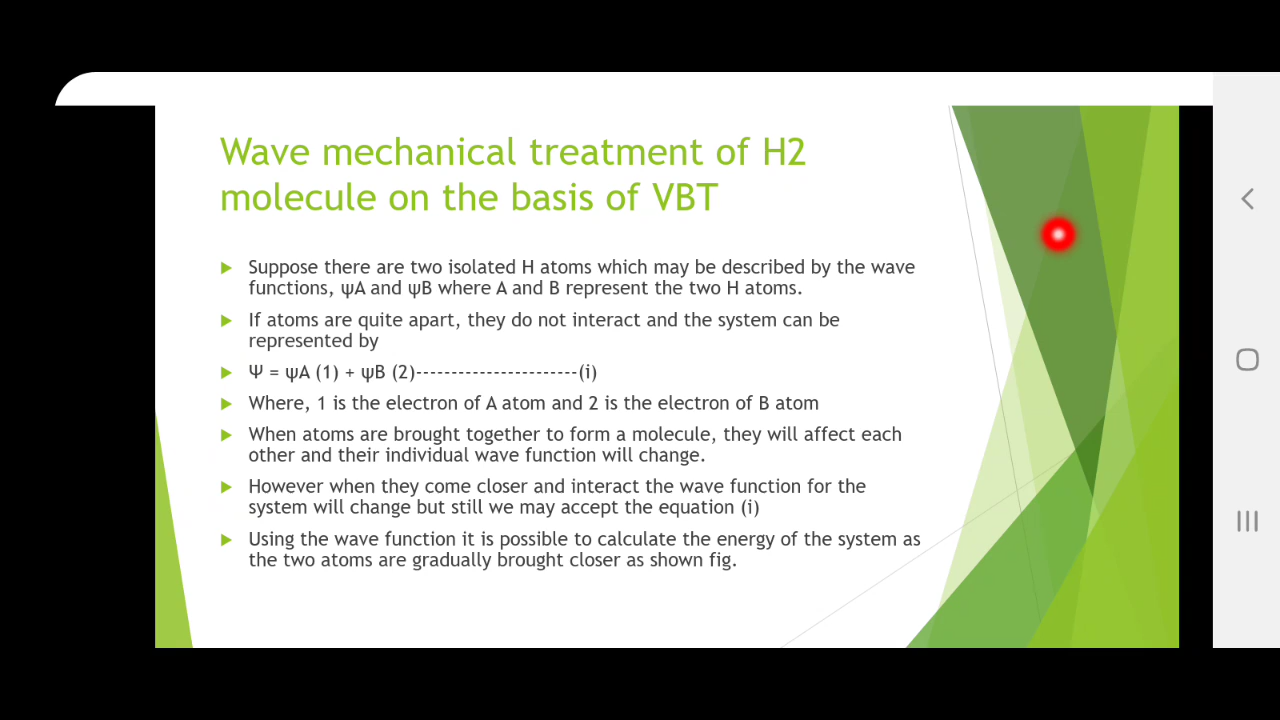 Wave mechanical treatment of H2
molecule on the basis of VBT
Suppose there are two isolated H atoms which may be described by the wave
functions, ψA and ψB where A and B represent the two H atoms.
If atoms are quite apart, they do not interact and the system can be
represented by
Ψ = ψA (1) + ψB (2)-----------------------(i)
Where, 1 is the electron of A atom and 2 is the electron of B atom
When atoms are brought together to form a molecule, they will affect each
other and their individual wave function will change.
However when they come closer and interact the wave function for the
system will change but still we may accept the equation (i)
Using the wave function it is possible to calculate the energy of the system as
the two atoms are gradually brought closer as shown fig.